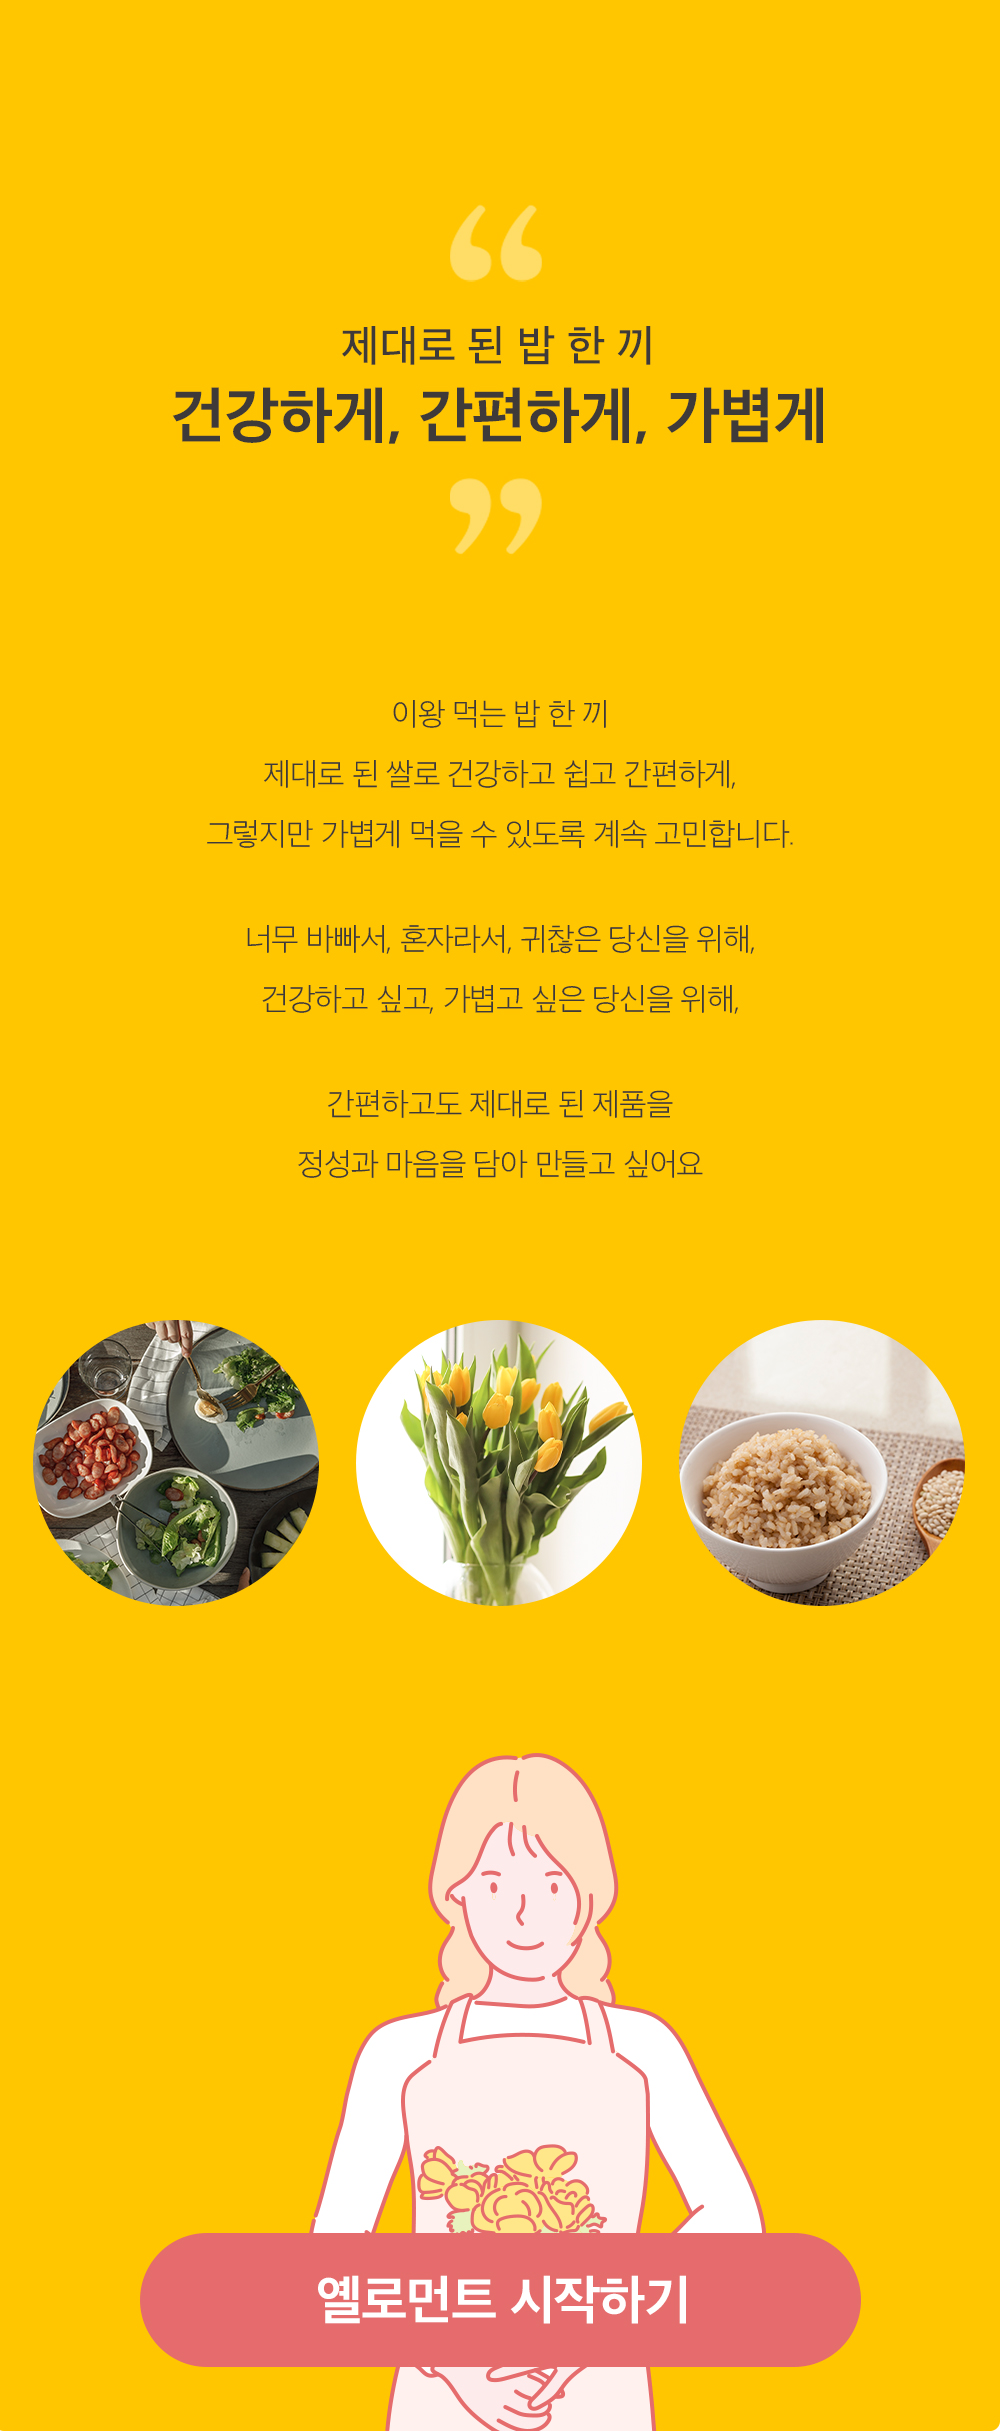 “
제대로 된 밥 한 끼
건강하게, 간편하게, 가볍게
”
이왕 먹는 밥 한 끼
제대로 된 쌀로 건강하고 쉽고 간편하게,
그렇지만 가볍게 먹을 수 있도록 계속 고민합니다.
너무 바빠서, 혼자라서, 귀찮은 당신을 위해,
건강하고 싶고, 가볍고 싶은 당신을 위해,
간편하고도 제대로 된 제품을
정성과 마음을 담아 만들고 싶어요
옐로먼트 시작하기